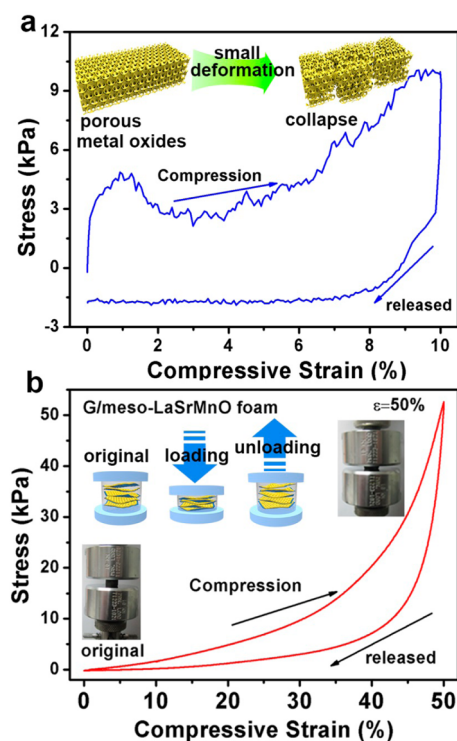 a
small
deformation
porous
metal oxides
collapse
Compression
released
Stress (kPa)
12
9
6
3
0
-3
0
2
4
6
8
10
Compressive Strain (%)
b
G/meso-LaSrMnO foam
ε=50%
original
loading
unloading
Compression
original
released
Stress (kPa)
50
40
30
20
10
0
0
10
20
30
40
50
Compressive Strain (%)